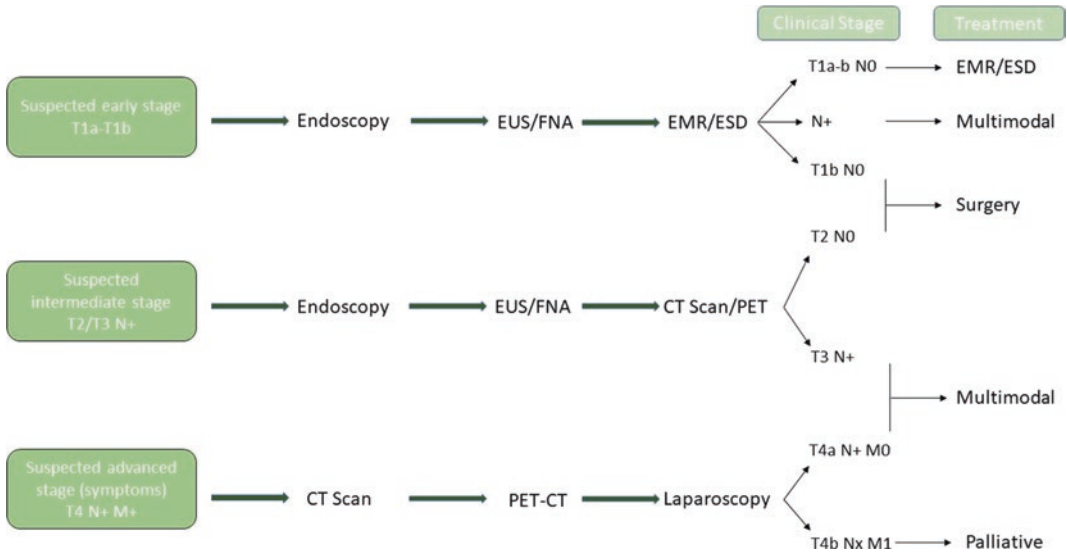 Clinical Stage
Treatment
T1a-b N0
EMR/ESD
Suspected early stage
T1a-T1b
Endoscopy
EUS/FNA
EMR/ESD
N+
Multimodal
T1b N0
Surgery
T2 N0
Suspected
intermediate stage
T2/T3 N+
Endoscopy
EUS/FNA
CT Scan/PET
T3 N+
Multimodal
T4a N+ M0
Suspected advanced
stage (symptoms)
T4 N+ M+
CT Scan
PET-CT
Laparoscopy
T4b Nx M1
Palliative